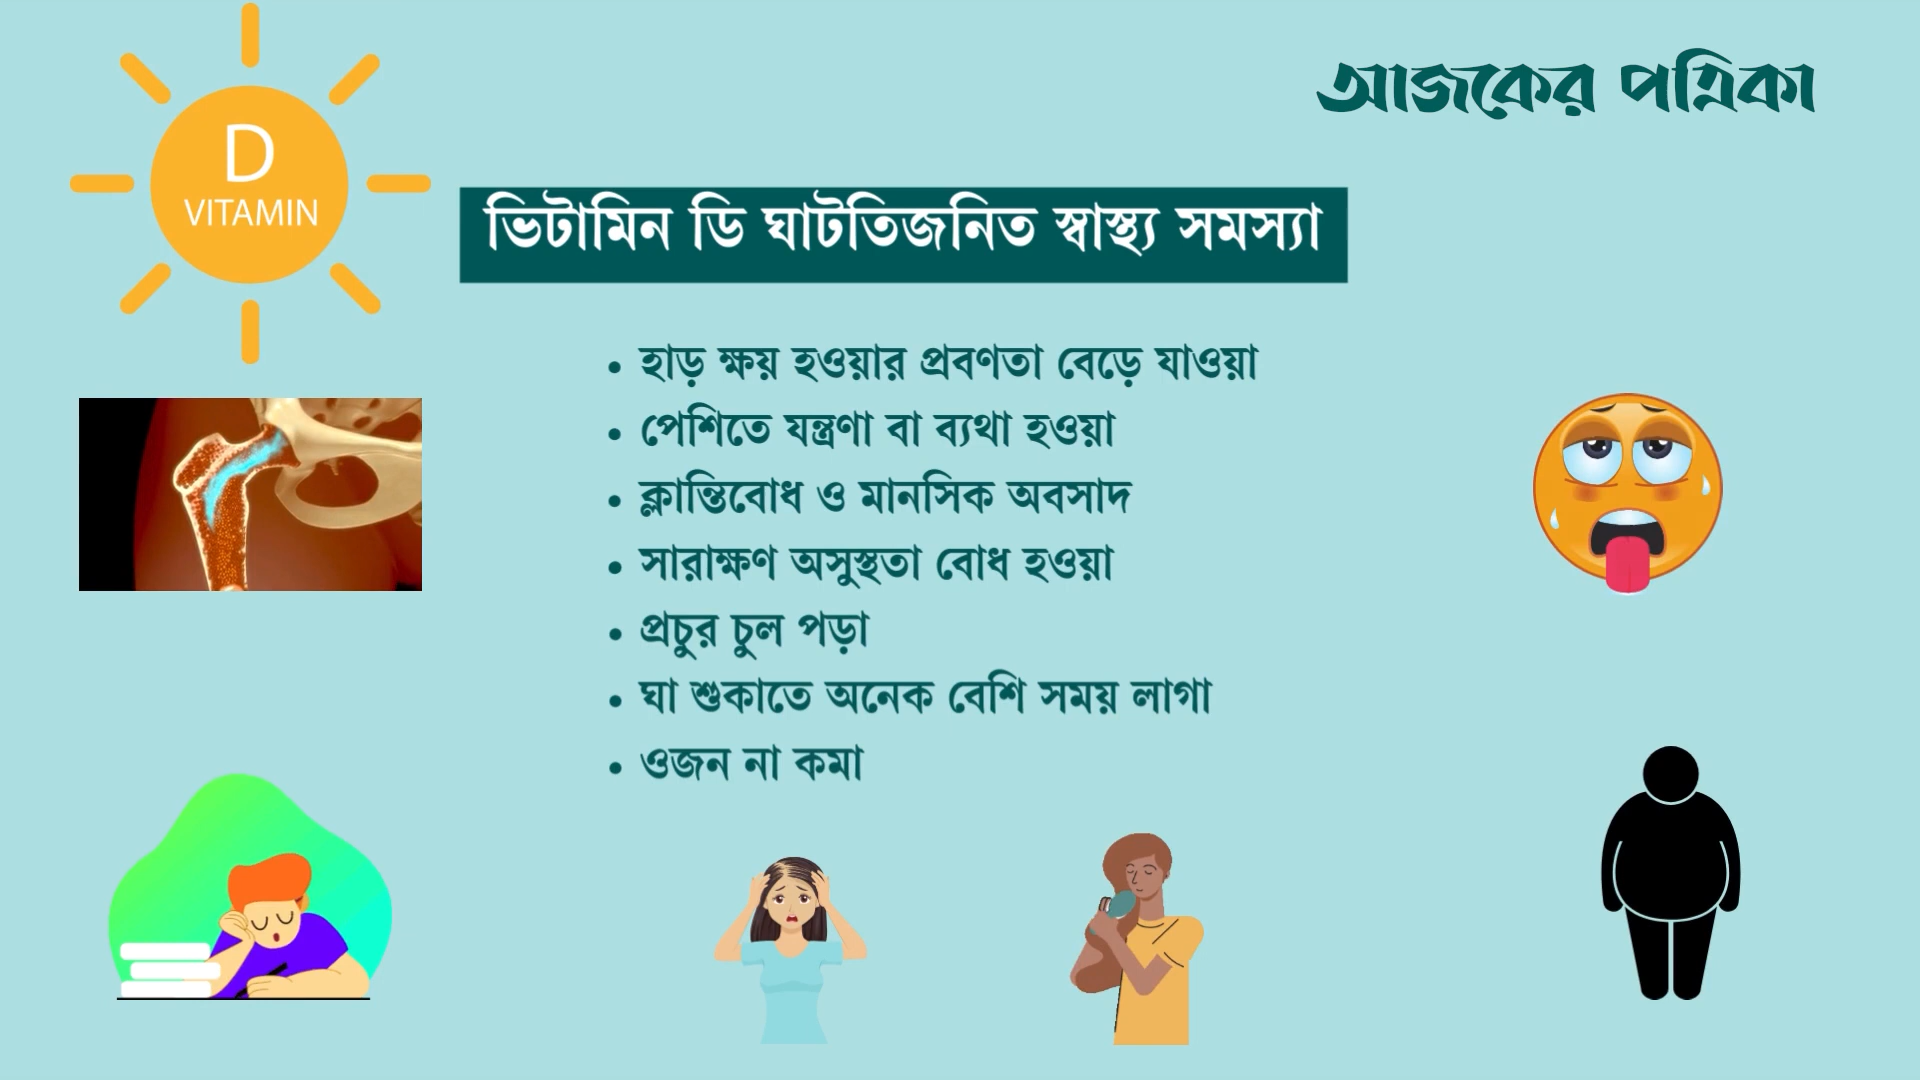 আজকের পত্রিকা
D
VITAMIN
ভিটামিন ডি ঘাটতিজনিত স্বাস্থ্য সমস্যা
• হাড় ক্ষয় হওয়ার প্রবণতা বেড়ে যাওয়া
• পেশিতে যন্ত্রণা বা ব্যথা হওয়া
• ক্লান্তিবোধ ও মানসিক অবসাদ
• সারাক্ষণ অসুস্থতা বোধ হওয়া
• প্রচুর চুল পড়া
• ঘা শুকাতে অনেক বেশি সময় লাগা
• ওজন না কমা